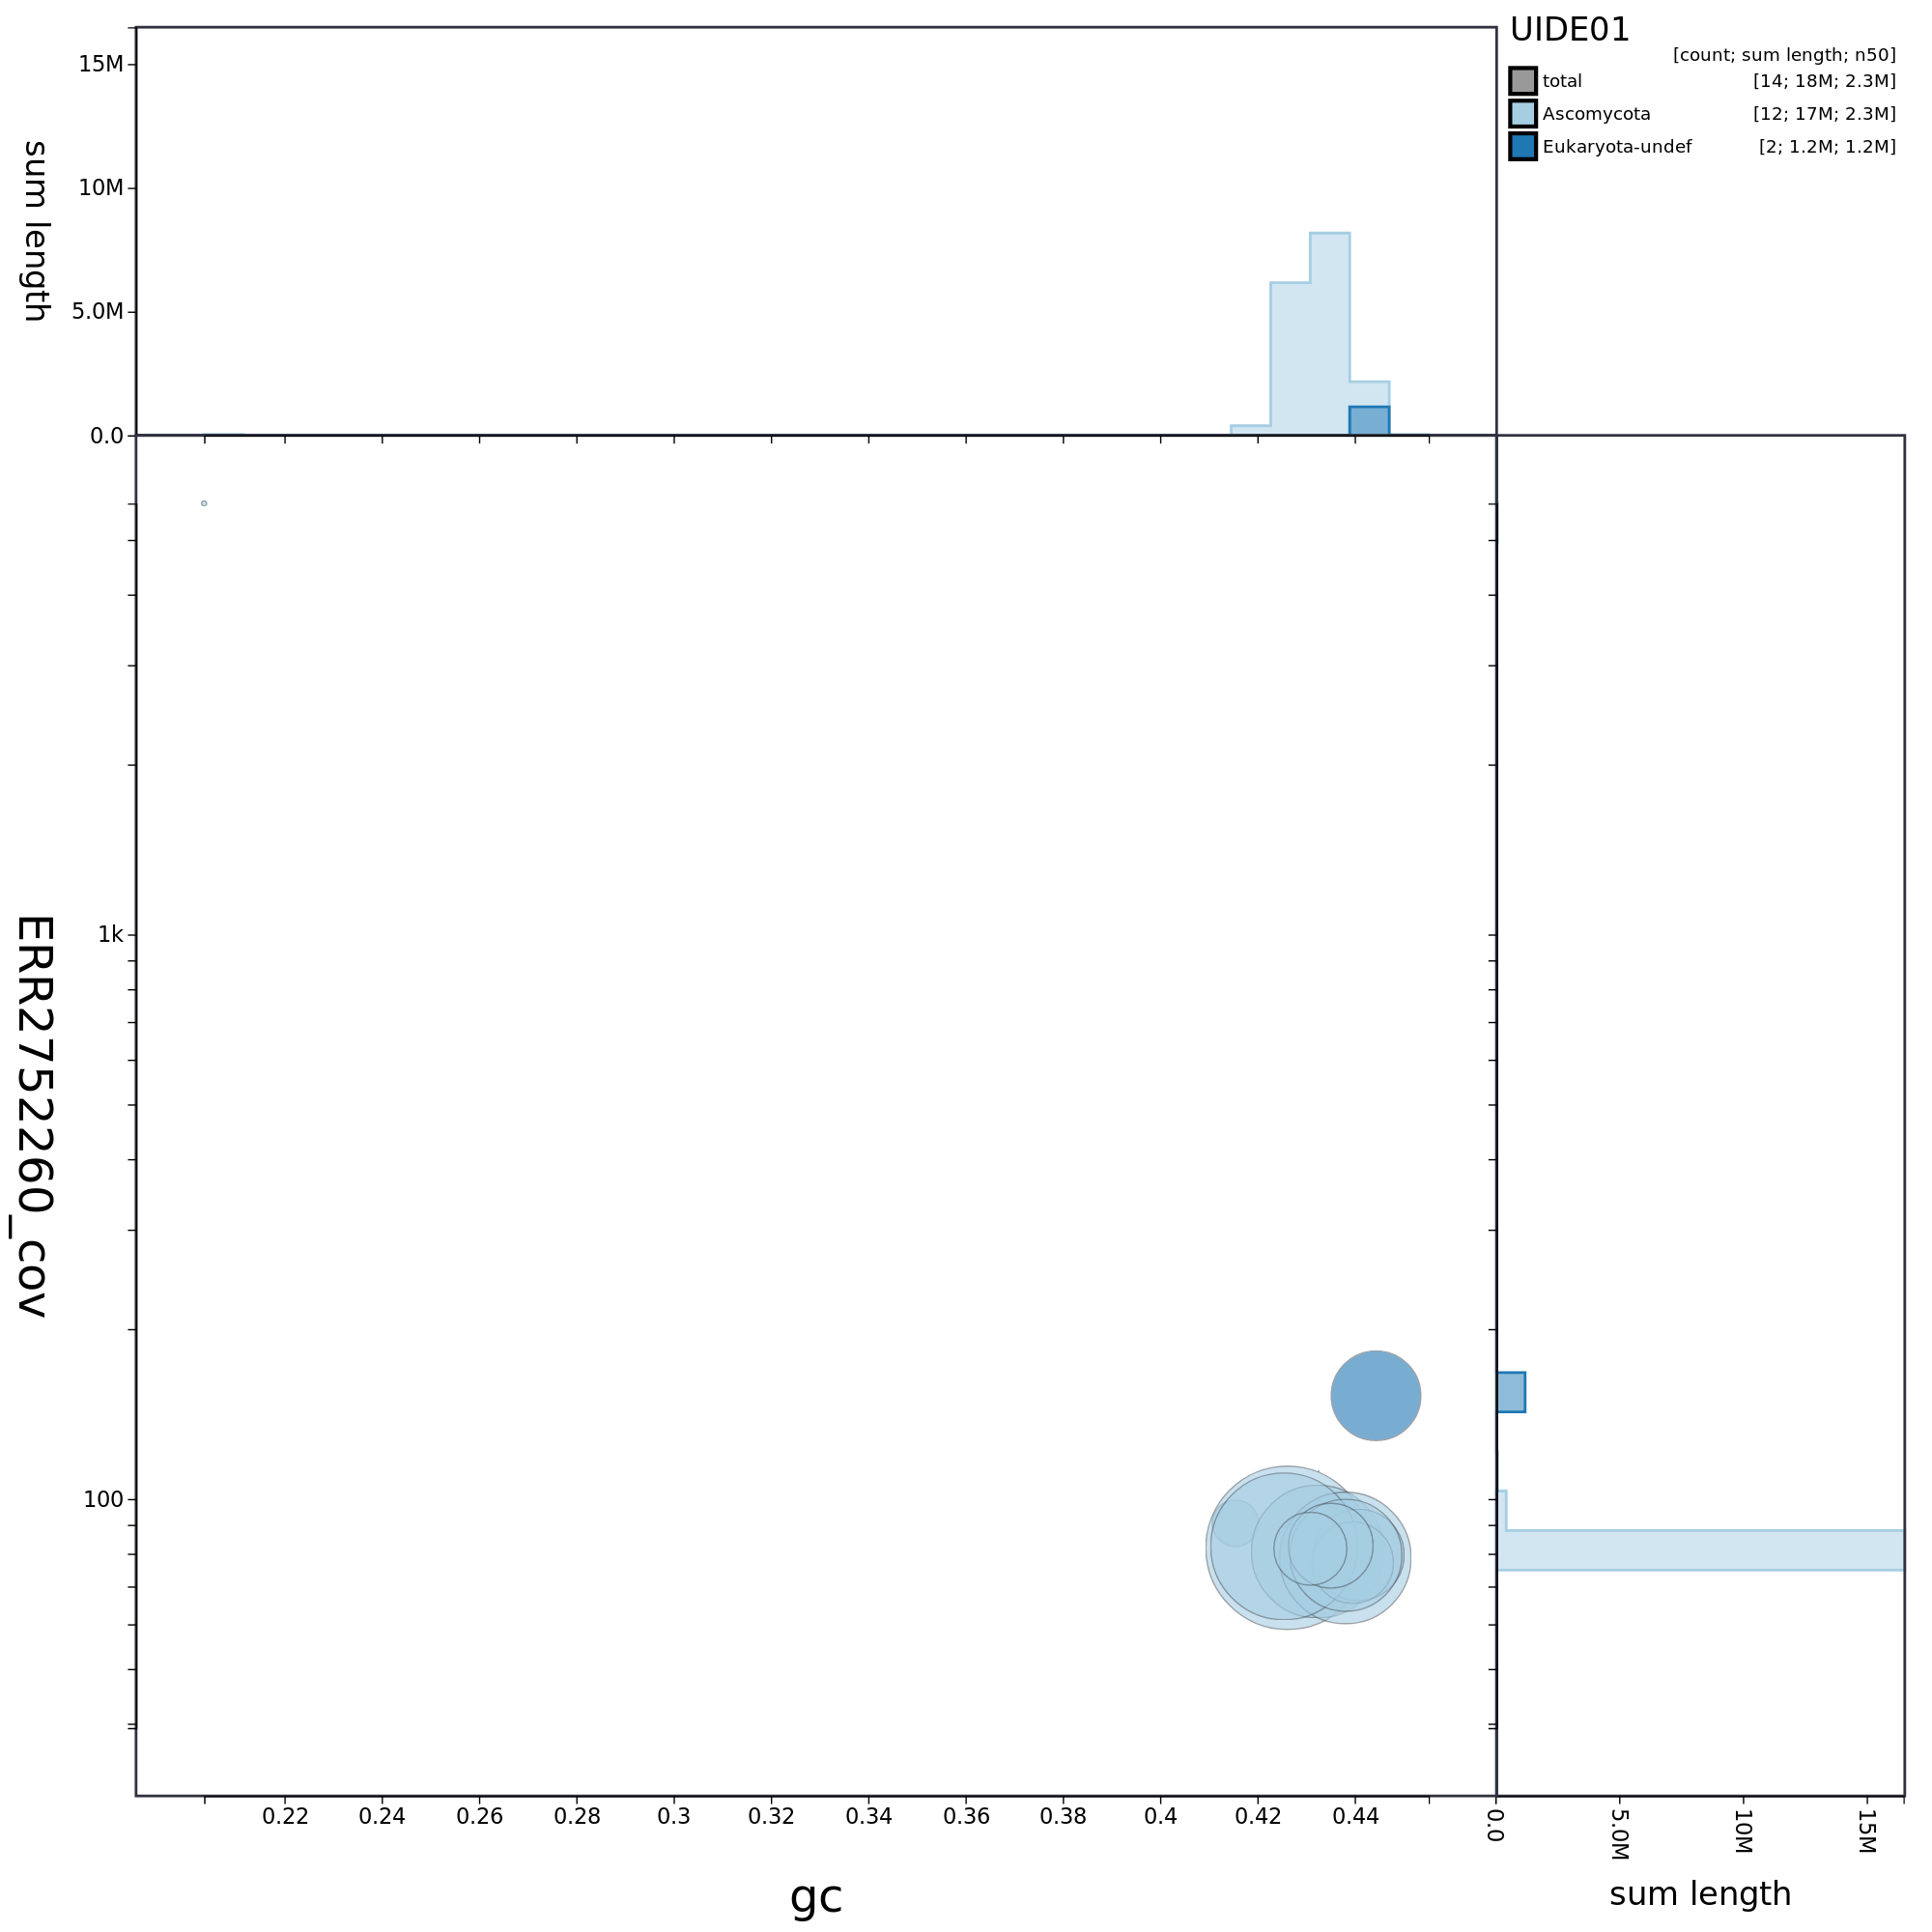 UIDE01
[count; sum length; n50]
total [14; 18M; 2.3M]
Ascomycota [12; 17M; 2.3M]
Eukaryota-undef [2; 1.2M; 1.2M]
sum length
15M
10M
5.0M
0.0
ERR2752260_cov
1k
100
0.22 0.24 0.26 0.28 0.3 0.32 0.34 0.36 0.38 0.4 0.42 0.44
gc
0.0 5.0M 10M 15M
sum length